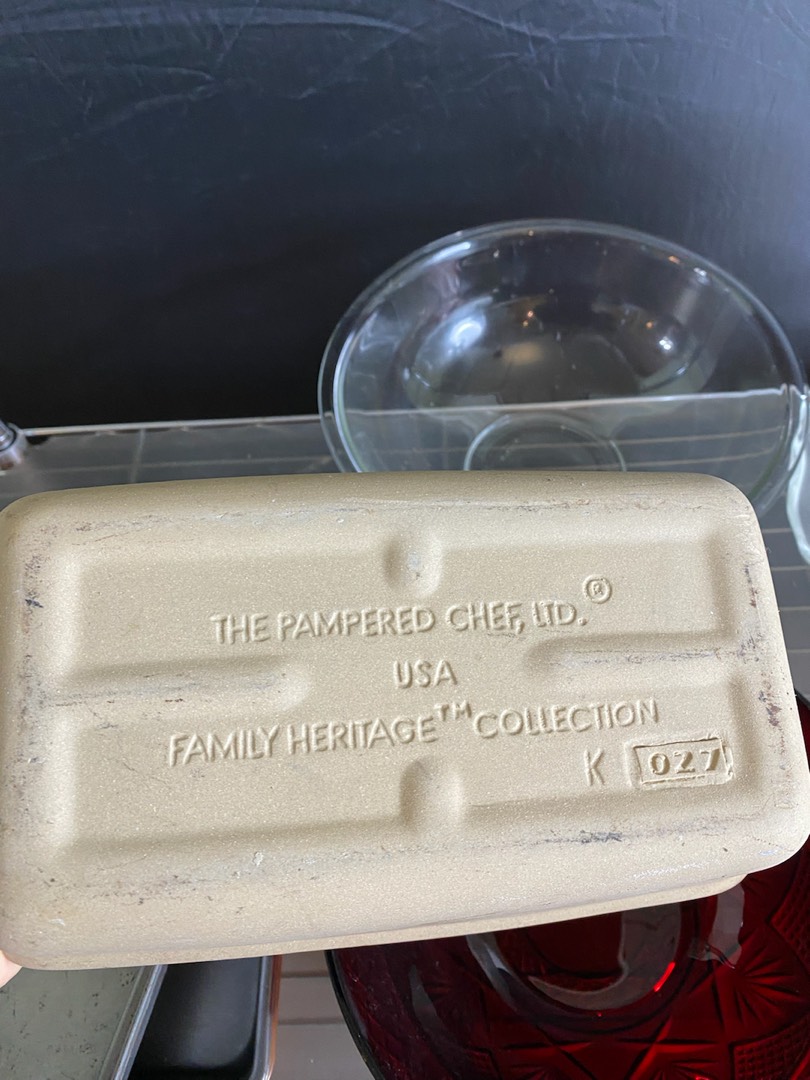 THE PAMPERED CHEF, LTD.®
USA
FAMILY HERITAGE™ COLLECTION
K 027